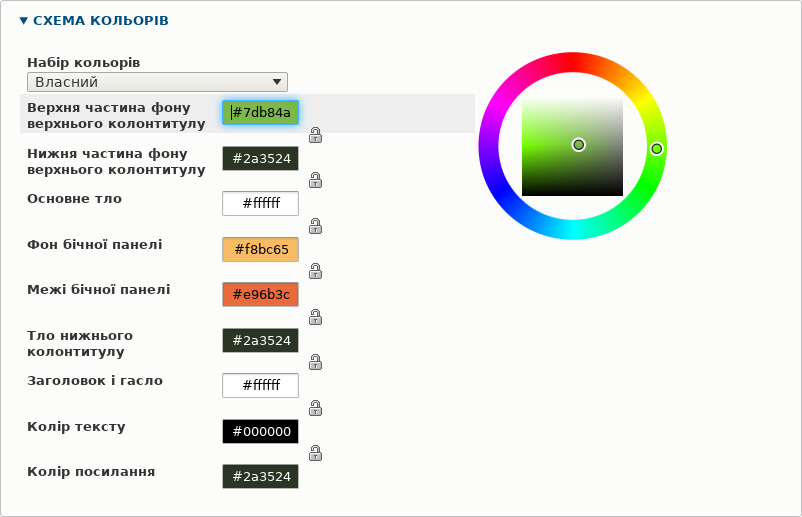 СХЕМА КОЛЬОРІВ
Набір кольорів
Власний
Верхня частина фону
верхнього колонтитулу
#7db84a
Нижня частина фону
верхнього колонтитулу
#2a3524
Основне тло
#ffffff
Фон бічної панелі
#f8bc65
Межі бічної панелі
#e96b3c
Тло нижнього
колонтитулу
#2a3524
Заголовок і гасло
#ffffff
Колір тексту
#000000
Колір посилання
#2a3524